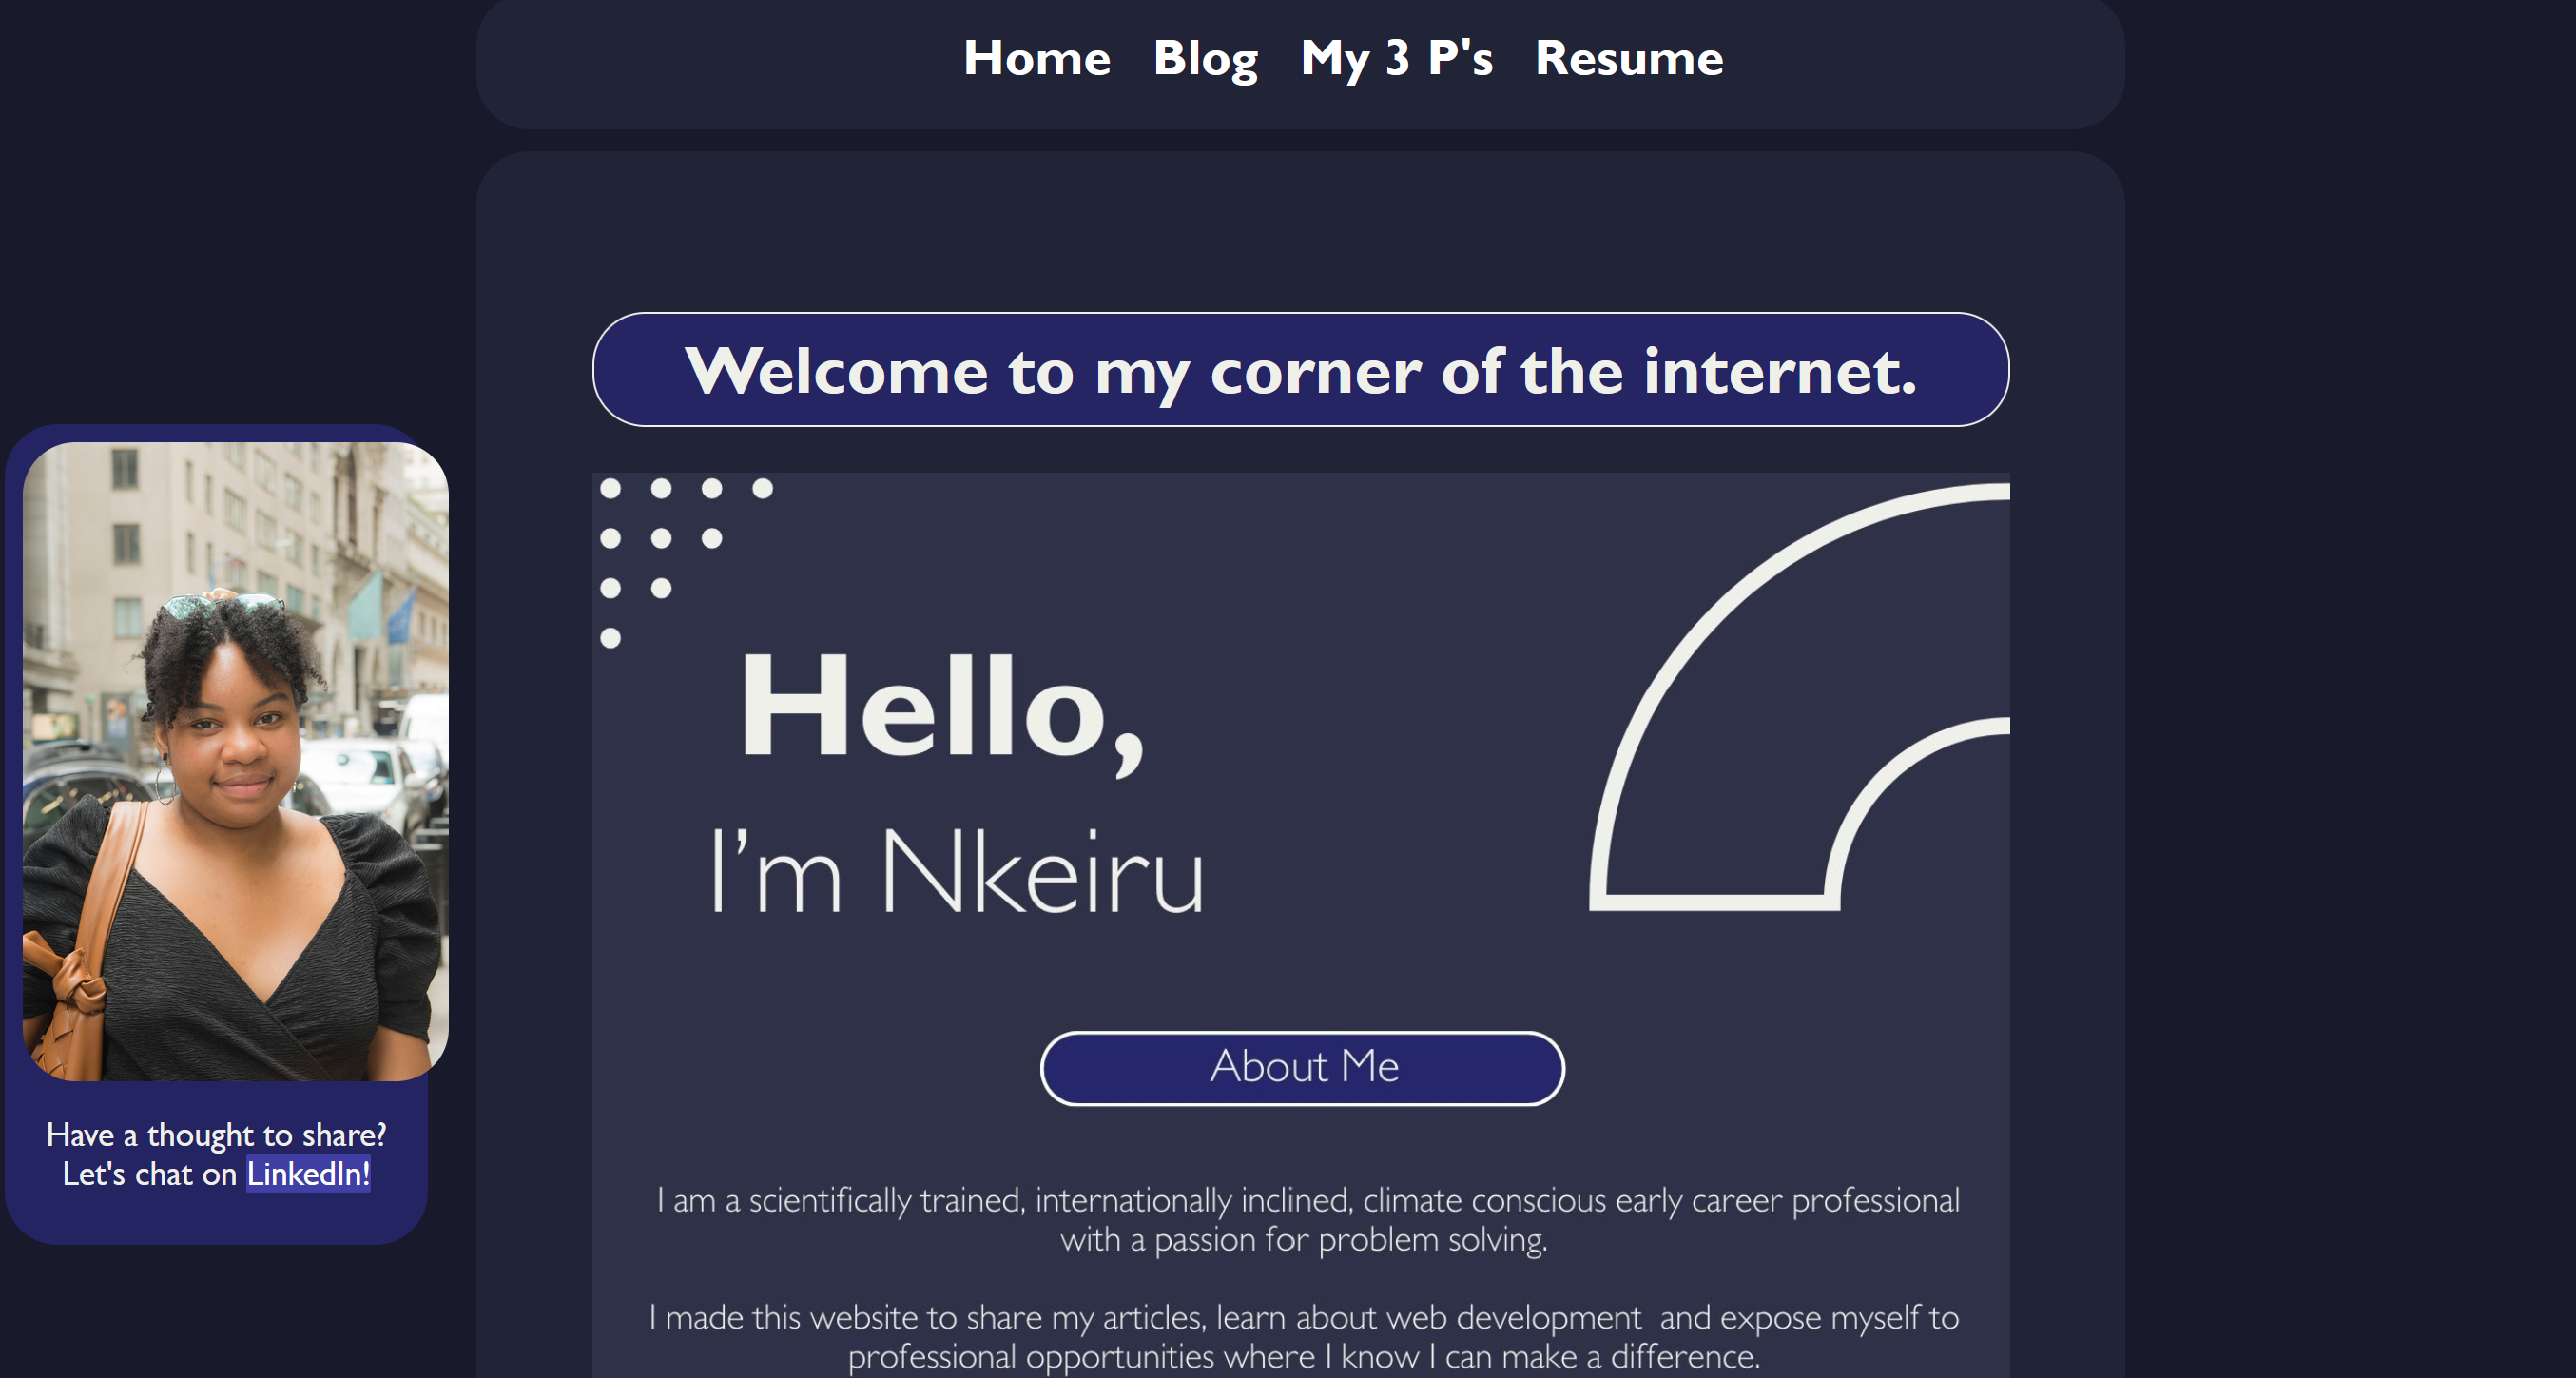 Home Blog My 3 P's Resume
Welcome to my corner of the internet.
Hello,
I’m Nkeiru
About Me
Have a thought to share?
Let's chat on LinkedIn!
I am a scientifically trained, internationally inclined, climate conscious early career professional
with a passion for problem solving.
I made this website to share my articles, learn about web development  and expose myself to
professional opportunities where I know I can make a difference.